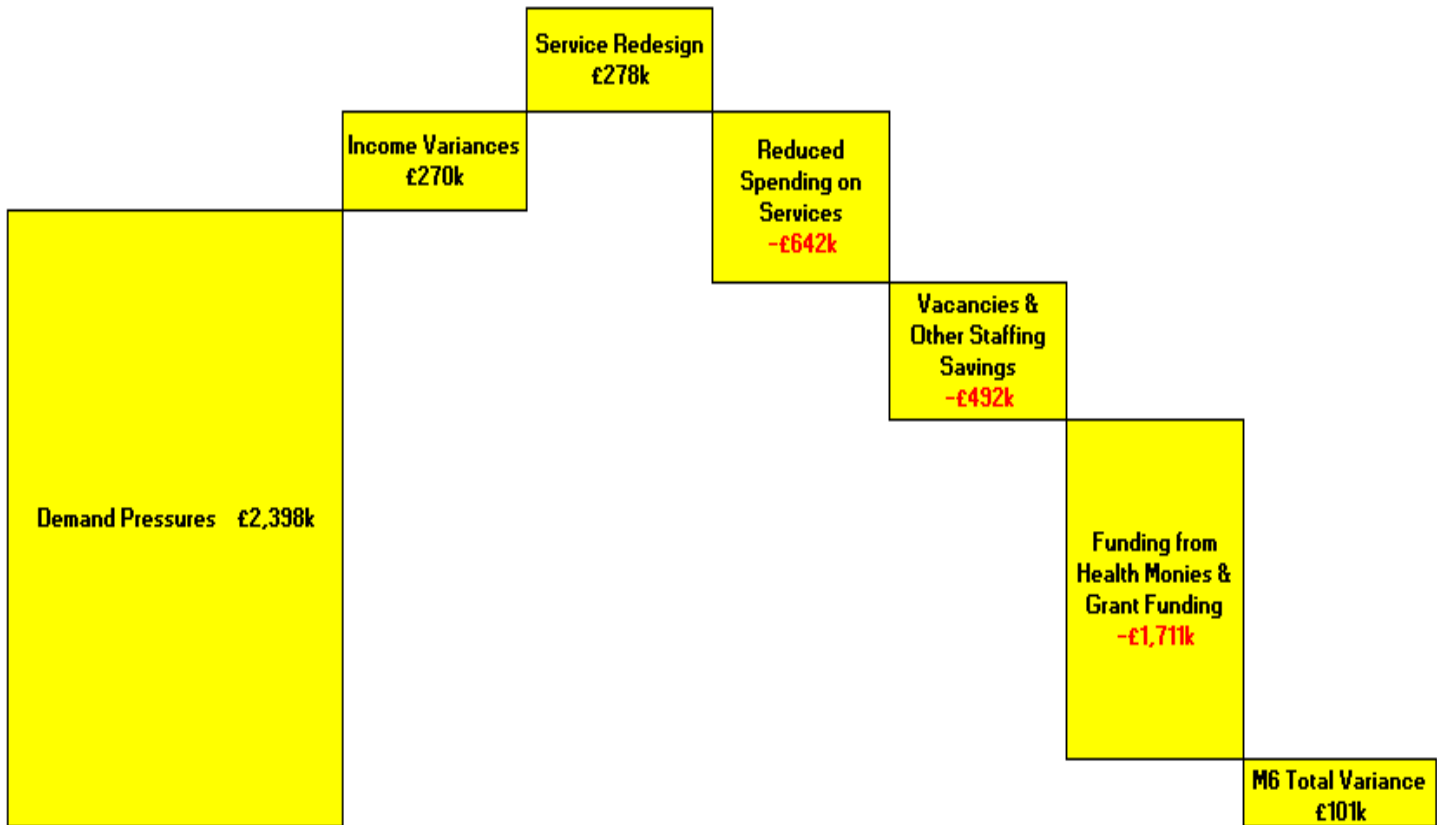 Service Redesign
£278k
Income Variances
£270k
Reduced
Spending on
Services
-£642k
Vacancies &
Other Staffing
Savings
-£492k
Demand Pressures £2,398k
Funding from
Health Monies &
Grant Funding
-£1,711k
M6 Total Variance
£101k